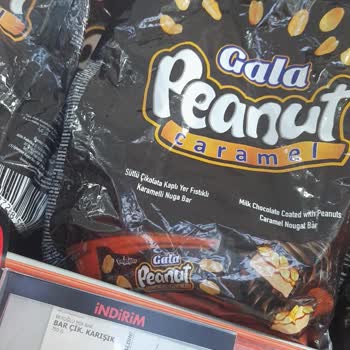 Gala
Peanut
caramel
Sütlü Çikolata Kaplı Yer Fıstıklı
Karamelli Nuga Bar
Milk Chocolate Coated with Peanuts
Caramel Nougat Bar
Gala
Peanut
İNDİRİM
BAR ÇİK. KARIŞIK